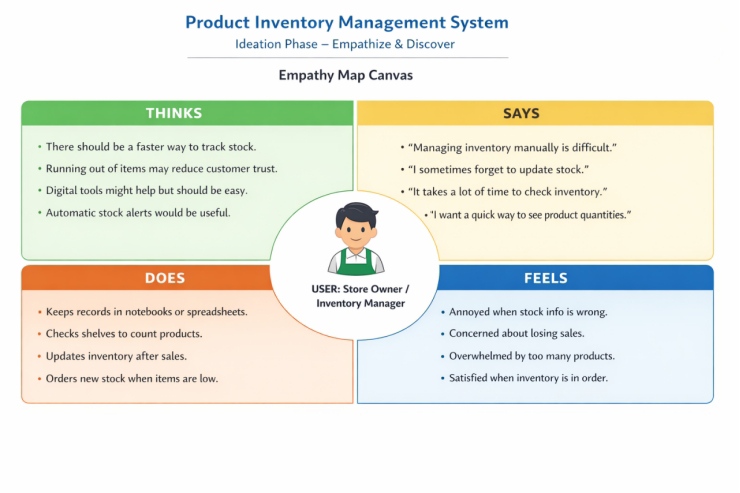 Product Inventory Management System
Ideation Phase – Empathize & Discover
Empathy Map Canvas
THINKS
• There should be a faster way to track stock.
• Running out of items may reduce customer trust.
• Digital tools might help but should be easy.
• Automatic stock alerts would be useful.
SAYS
• “Managing inventory manually is difficult.”
• “I sometimes forget to update stock.”
• “It takes a lot of time to check inventory.”
• "I want a quick way to see product quantities.”
USER: Store Owner /
Inventory Manager
DOES
• Keeps records in notebooks or spreadsheets.
• Checks shelves to count products.
• Updates inventory after sales.
• Orders new stock when items are low.
FEELS
• Annoyed when stock info is wrong.
• Concerned about losing sales.
• Overwhelmed by too many products.
• Satisfied when inventory is in order.